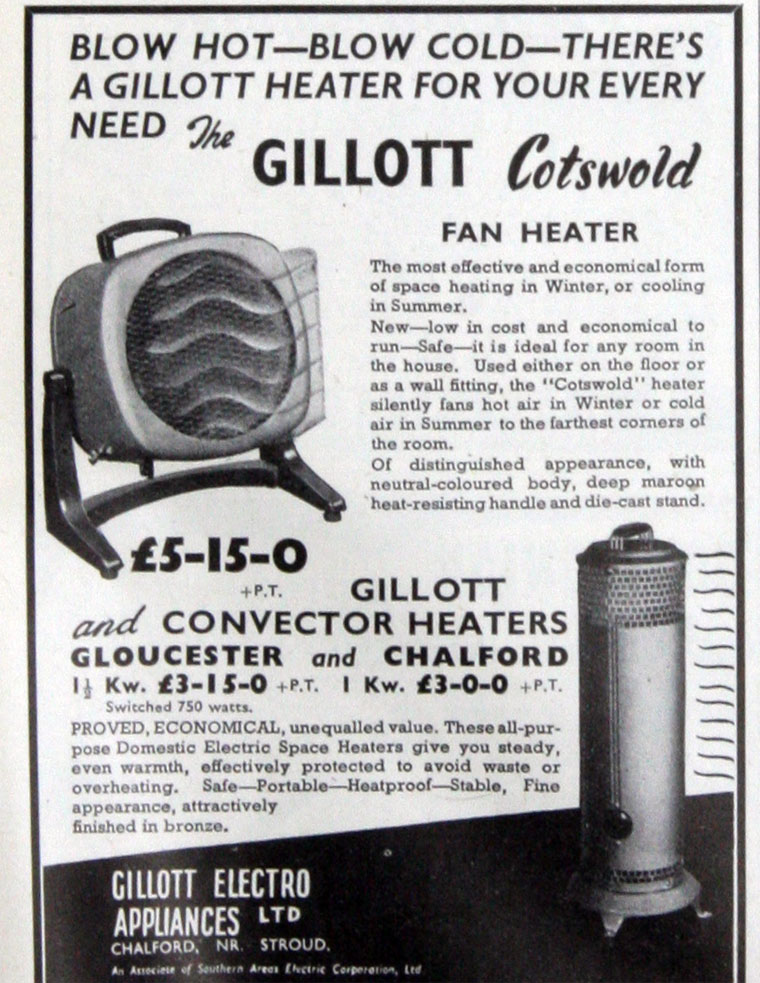 BLOW HOT—BLOW COLD—THERE'S
A GILLOTT HEATER FOR YOUR EVERY
NEED The
GILLOTT Cotswold
FAN HEATER
The most effective and economical form
of space heating in Winter, or cooling
in Summer.
New—low in cost and economical to
run—Safe—it is ideal for any room in
the house. Used either on the floor or
as a wall fitting, the "Cotswold" heater
silently fans hot air in Winter or cold
air in Summer to the farthest corners of
the room.
Of distinguished appearance, with
neutral-coloured body, deep maroon
heat-resisting handle and die-cast stand.
£5-15-0
+P.T.
GILLOTT
and CONVECTOR HEATERS
GLOUCESTER and CHALFORD
1½ Kw. £3-15-0 +P.T. 1 Kw. £3-0-0 +P.T.
Switched 750 watts.
PROVED, ECONOMICAL, unequalled value. These all-pur-
pose Domestic Electric Space Heaters give you steady,
even warmth, effectively protected to avoid waste or
overheating. Safe—Portable—Heatproof—Stable, Fine
appearance, attractively
finished in bronze.
GILLOTT ELECTRO
APPLIANCES LTD
CHALFORD, NR. STROUD.
An Associate of Southern Areas Electric Corporation, Ltd